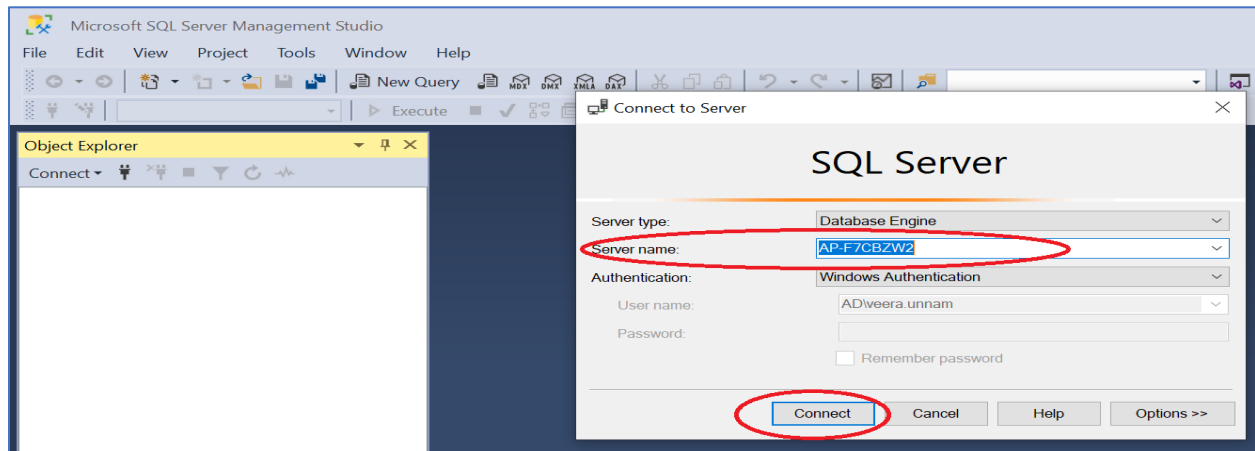 Microsoft SQL Server Management Studio
File Edit View Project Tools Window Help
New Query MDX DMX XMLA DAX
Execute
Connect to Server
Object Explorer
Connect
SQL Server
Server type: Database Engine
Server name: AP-F7CBZW2
Authentication: Windows Authentication
User name: AD\veera.unnam
Password:
Remember password
Connect Cancel Help Options >>